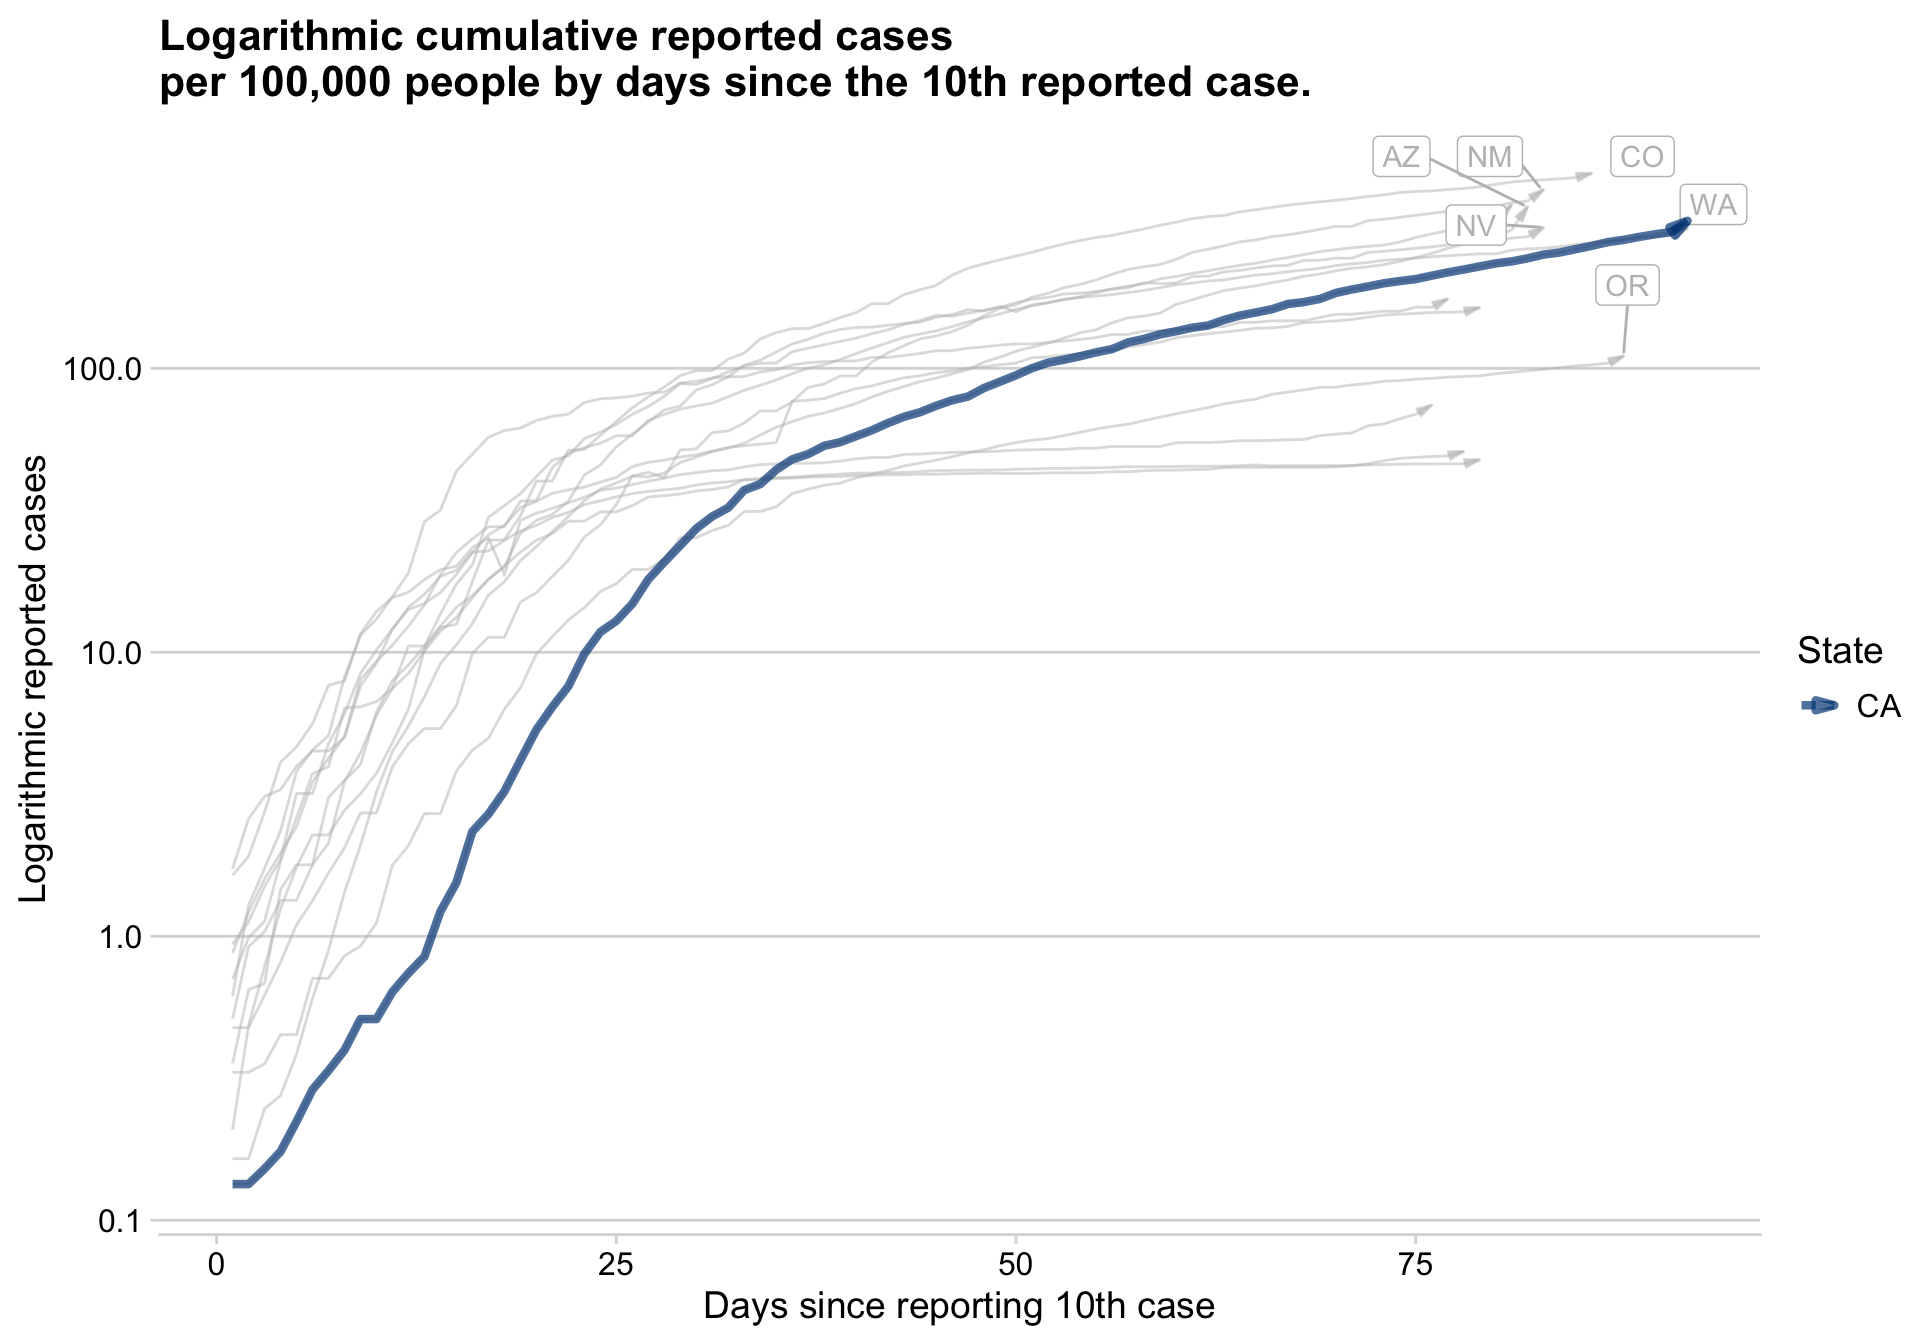 Logarithmic cumulative reported cases
per 100,000 people by days since the 10th reported case.
AZ
NM
CO
WA
NV
OR
Logarithmic reported cases
100.0
10.0
1.0
0.1
State
CA
0
25
50
75
Days since reporting 10th case